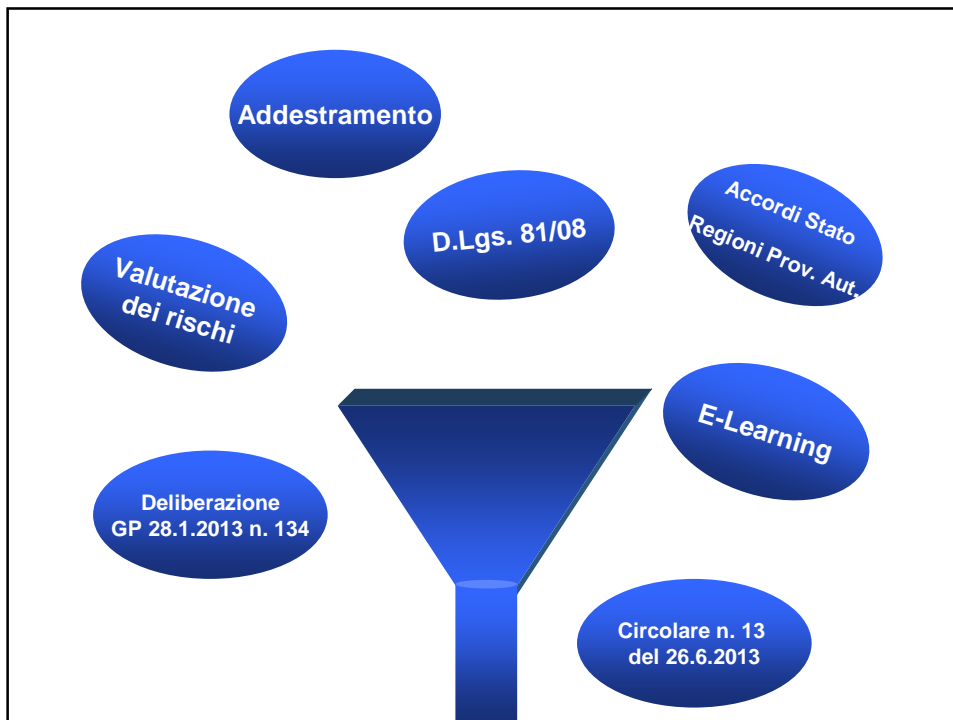 Addestramento
D.Lgs. 81/08
Accordi Stato
Regioni Prov. Aut.
Valutazione
dei rischi
E-Learning
Deliberazione
GP 28.1.2013 n. 134
Circolare n. 13
del 26.6.2013